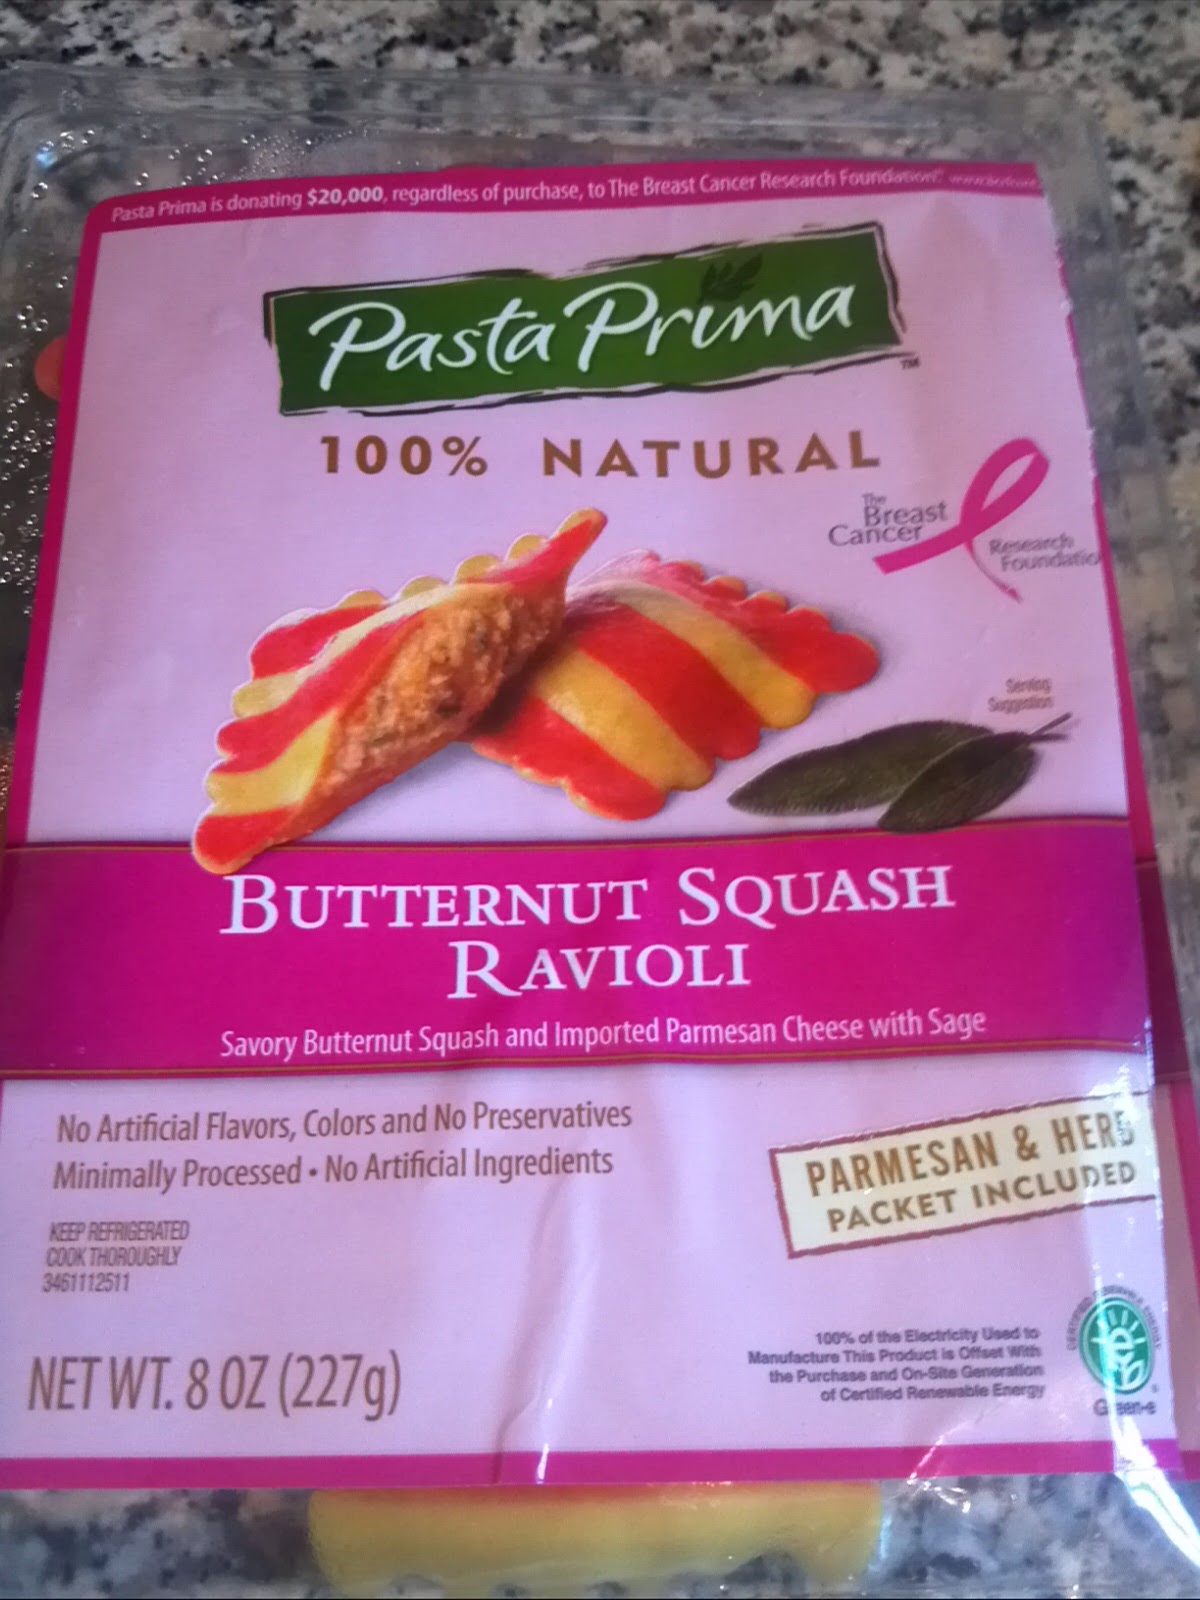 Pasta Prima is donating $20,000, regardless of purchase, to The Breast Cancer Research Foundation®
Pasta Prima™
100% NATURAL
The
Breast
Cancer
Research
Foundatio
Serving
Suggestion
BUTTERNUT SQUASH
RAVIOLI
Savory Butternut Squash and Imported Parmesan Cheese with Sage
No Artificial Flavors, Colors and No Preservatives
Minimally Processed • No Artificial Ingredients
PARMESAN & HERB
PACKET INCLUDED
KEEP REFRIGERATED
COOK THOROUGHLY
3461112511
NET WT. 8 OZ (227g)
100% of the Electricity Used to
Manufacture This Product is Offset With
the Purchase and On-Site Generation
of Certified Renewable Energy
Green-e